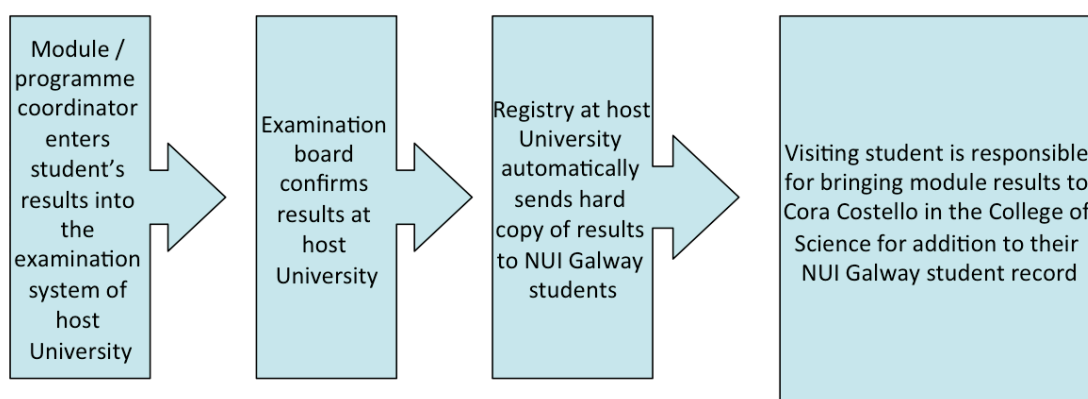 Module /
programme
coordinator
enters
student’s
results into
the
examination
system of
host
University
Examination
board
confirms
results at
host
University
Registry at host
University
automatically
sends hard
copy of results
to NUI Galway
students
Visiting student is responsible
for bringing module results to
Cora Costello in the College of
Science for addition to their
NUI Galway student record